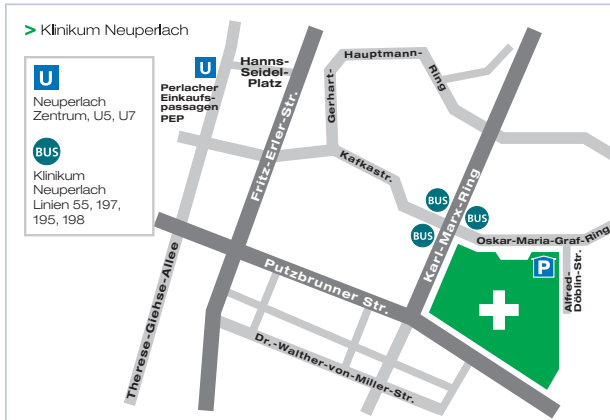 > Klinikum Neuperlach
U
Neuperlach
Zentrum, U5, U7
BUS
Klinikum
Neuperlach
Linien 55, 197,
195, 198
U
Perlacher
Einkaufs-
passagen
PEP
Hanns-
Seidel-
Platz
Fritz-Erler-Str.
Gerhart-
Hauptmann-
Ring
Kafkastr.
BUS
BUS
BUS
Karl-Marx-Ring
Oskar-Maria-Graf-Ring
P
Alfred-
Döblin-Str.
Putzbrunner Str.
Therese-Giehse-Allee
Dr.-Walther-von-Miller-Str.